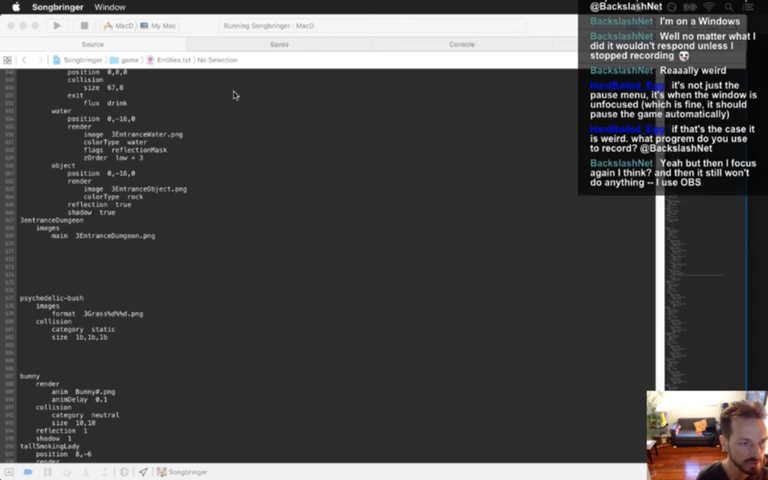 Songbringer Window
@BackslashNet
MacD My Mac Running Songbringer : MacD
BackslashNet I'm on a Windows
Source Saves Console
BackslashNet Well no matter what I
did it wouldn't respond unless I
stopped recording
Songbringer game Entities.txt No Selection
BackslashNet Reaaally weird
position 0,0,0
collision
size 67,8
exit
flux drink
water
position 0,-16,0
render
image 3EntranceWater.png
colorType water
flags reflectionMask
zOrder low + 3
object
position 0,-16,0
render
image 3EntranceObject.png
colorType rock
reflection true
shadow true
3entranceDungeon
images
main 3EntranceDungeon.png
HardBoiled_Egg it's not just the
pause menu, it's when the window is
unfocused (which is fine, it should
pause the game automatically)
HardBoiled_Egg if that's the case it
is weird. what progrem do you use
to record? @BackslashNet
BackslashNet Yeah but then I focus
again I think? and then it still won't
do anything -- I use OBS
psychedelic-bush
images
format 3Grass%d%%d.png
collision
category static
size 1b,1b,1b
bunny
render
anim Bunny#.png
animDelay 0.1
collision
category neutral
size 10,10
reflection 1
shadow 1
tallSmokingLady
position 8,-6
render
Songbringer